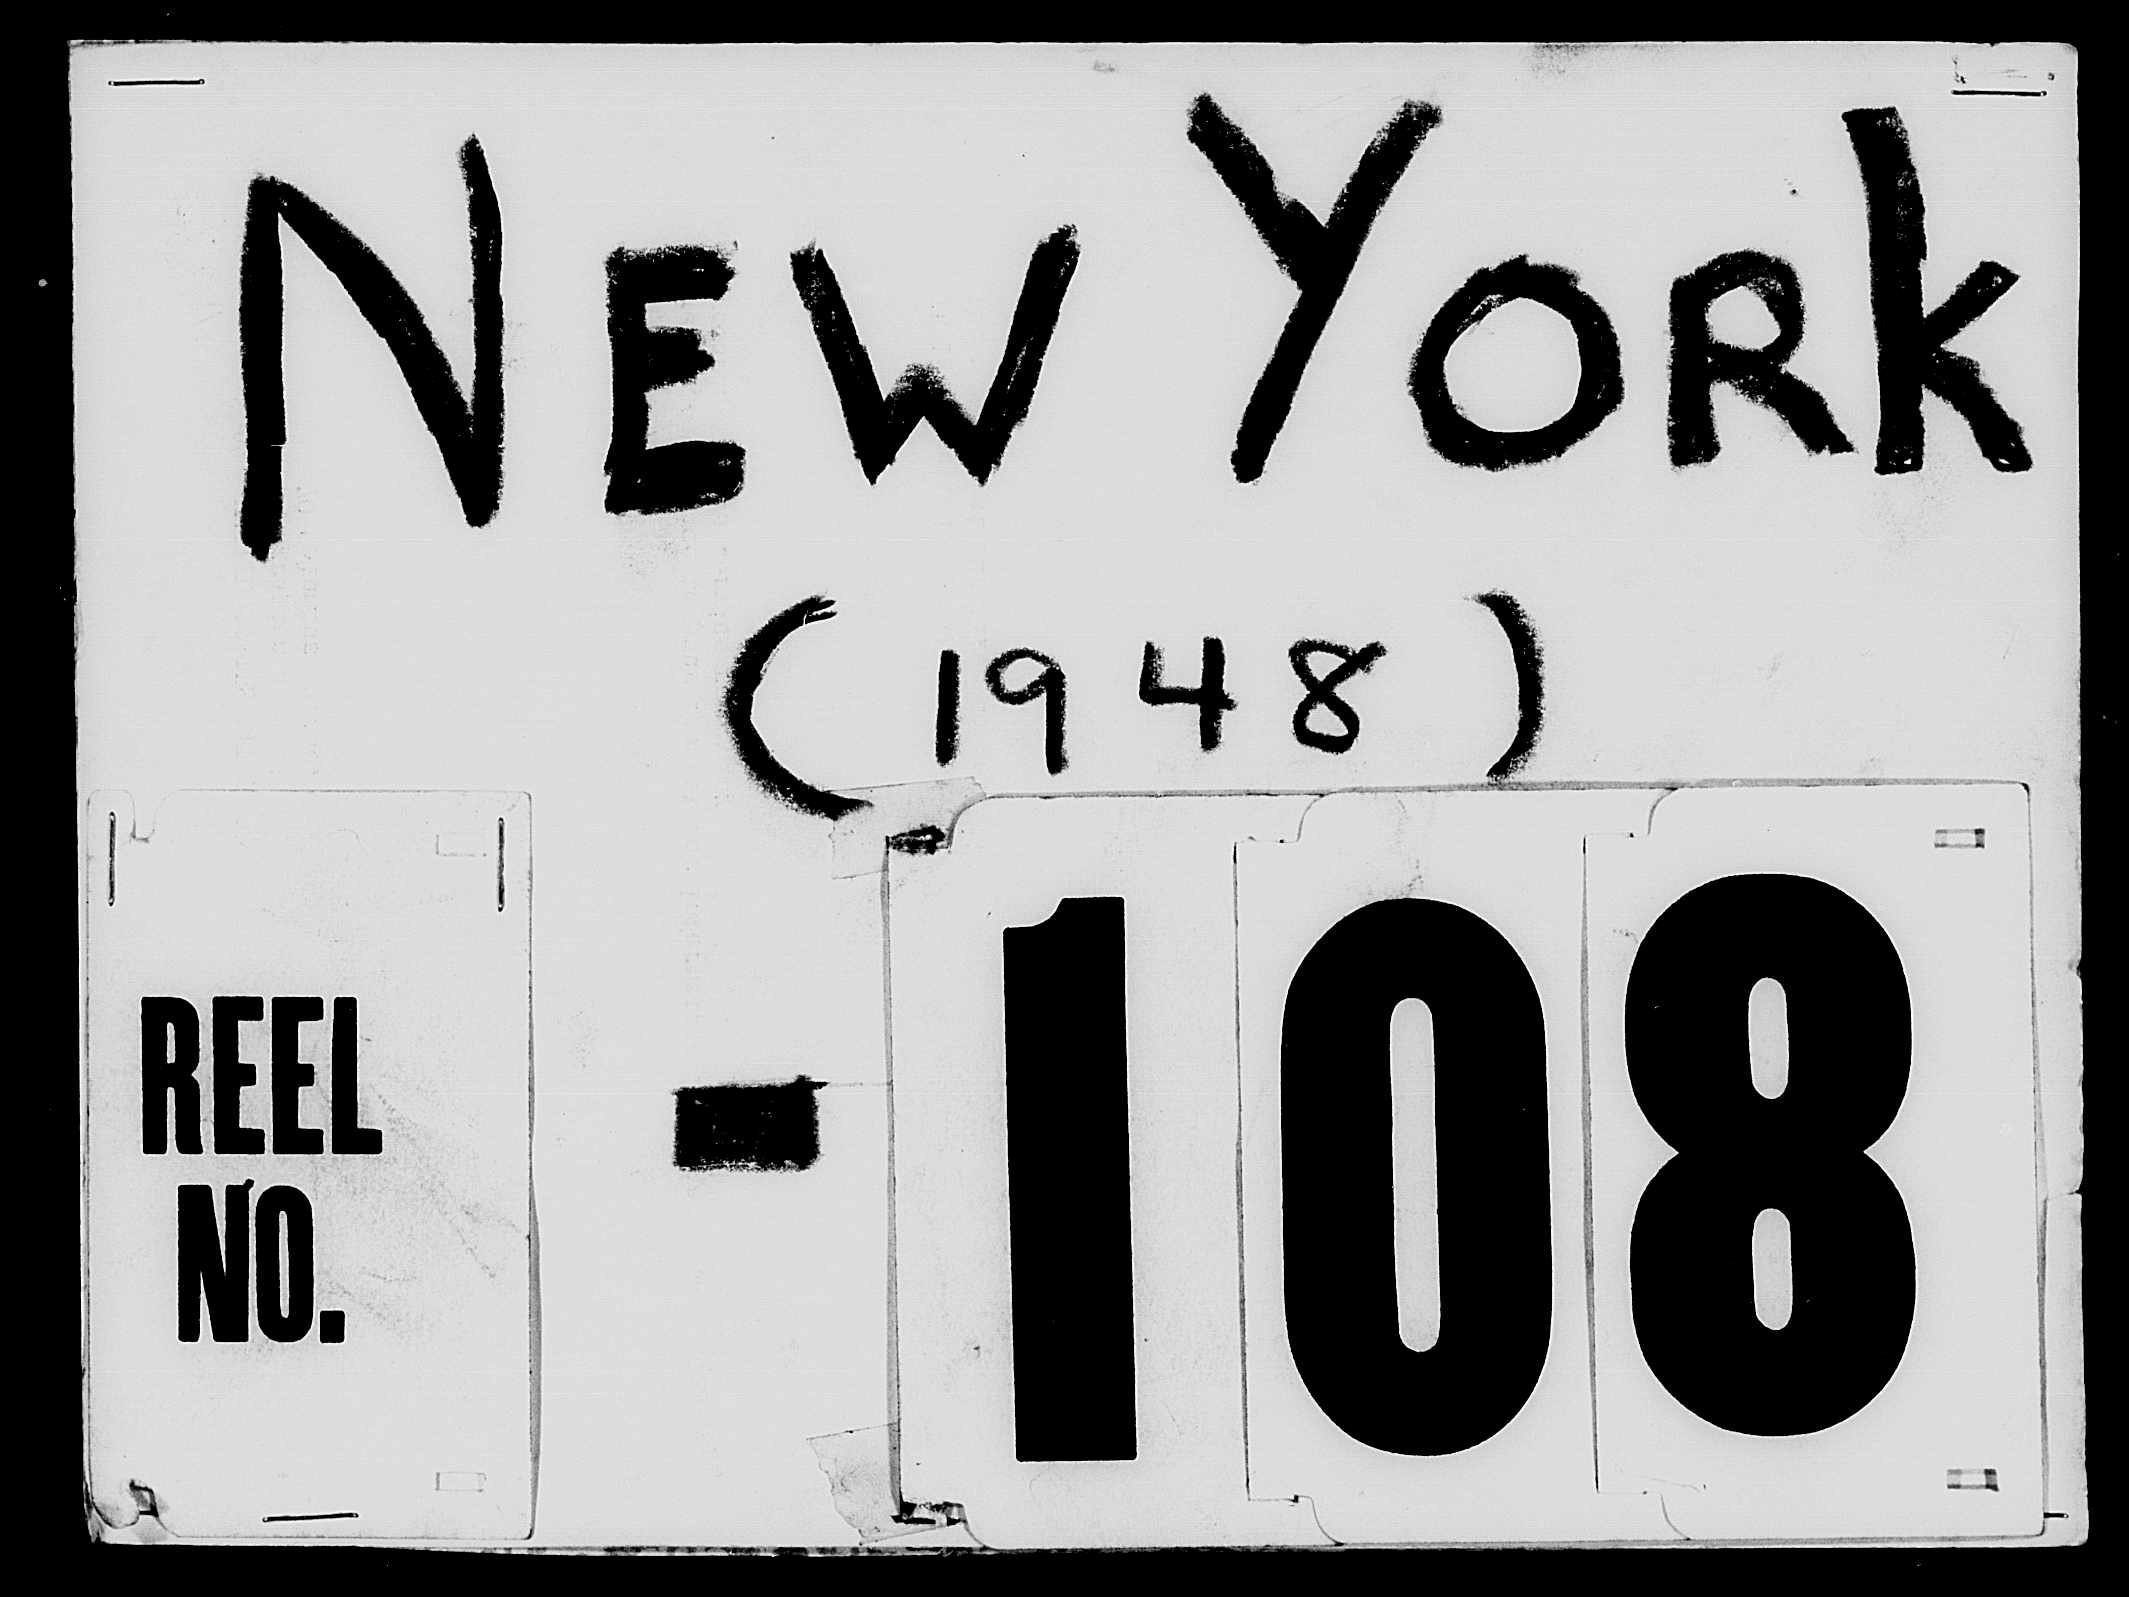 NEW YORK
(1948)
REEL
NO.
- 108